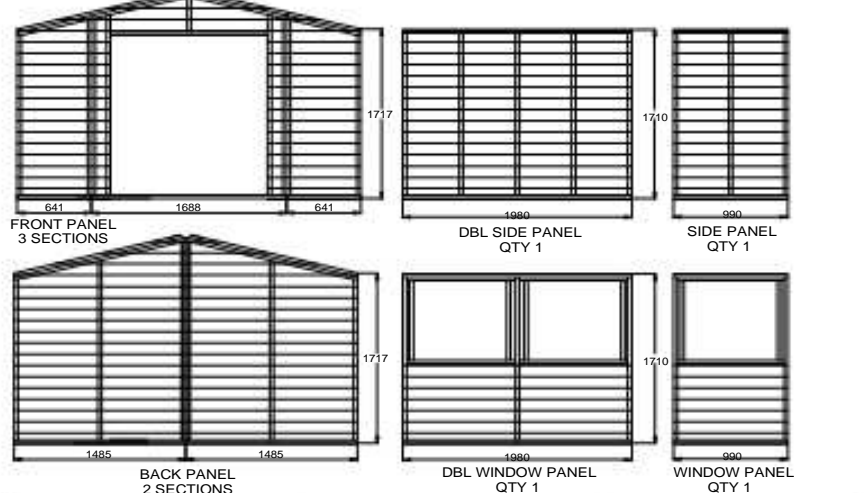 1717
641
1688
641
FRONT PANEL
3 SECTIONS
1710
1980
DBL SIDE PANEL
QTY 1
990
SIDE PANEL
QTY 1
1717
1485
1485
BACK PANEL
2 SECTIONS
1710
1980
DBL WINDOW PANEL
QTY 1
990
WINDOW PANEL
QTY 1